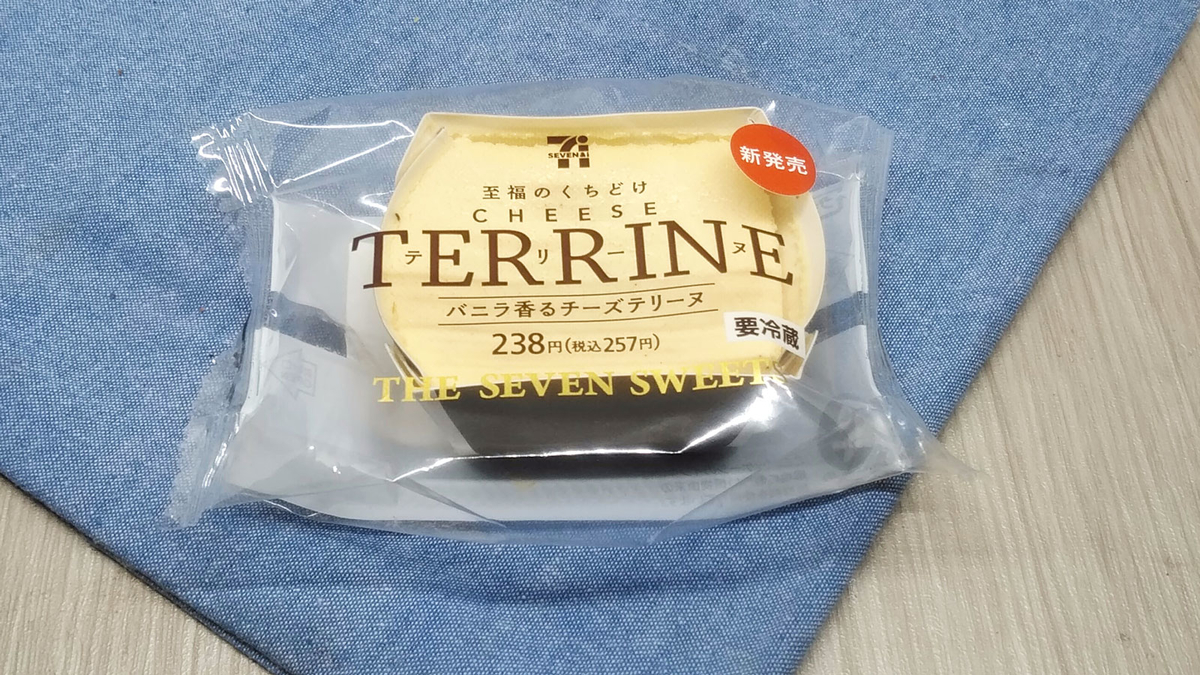 7i
SEVEN&i
新発売
至福のくちどけ
CHEESE
TERRINE
テリーヌ
バニラ香るチーズテリーヌ
238円(税込257円)
要冷蔵
THE SEVEN SWEETS